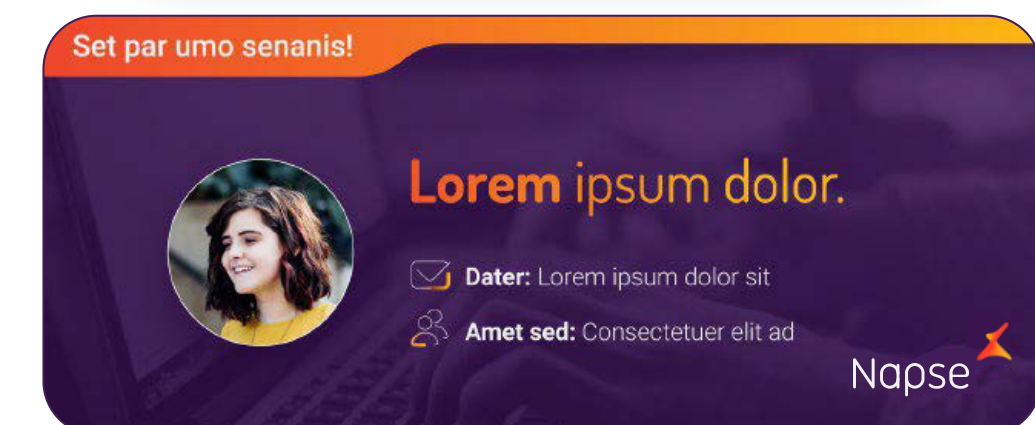 Set par umo senanis!
Lorem ipsum dolor.
Dater: Lorem ipsum dolor sit
Amet sed: Consectetuer elit ad
Napse